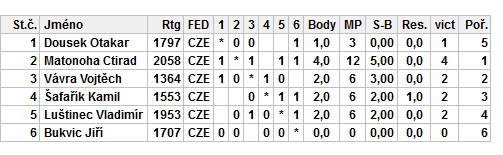 St.č. Jméno Rtg FED 1 2 3 4 5 6 Body MP S-B Res. vict Poř.
1 Dousek Otakar 1797 CZE * 0 0 1 1,0 3 0,00 0,0 1 5
2 Matonoha Ctirad 2058 CZE 1 * 1 1 1 4,0 12 5,00 0,0 4 1
3 Vávra Vojtěch 1364 CZE 1 0 * 1 0 2,0 6 3,00 0,0 2 2
4 Šafařík Kamil 1553 CZE 0 * 1 1 2,0 6 2,00 1,0 2 3
5 Luštinec Vladimír 1953 CZE 0 1 0 * 1 2,0 6 2,00 0,0 2 4
6 Bukvic Jiří 1707 CZE 0 0 0 0 * 0,0 0 0,00 0,0 0 6